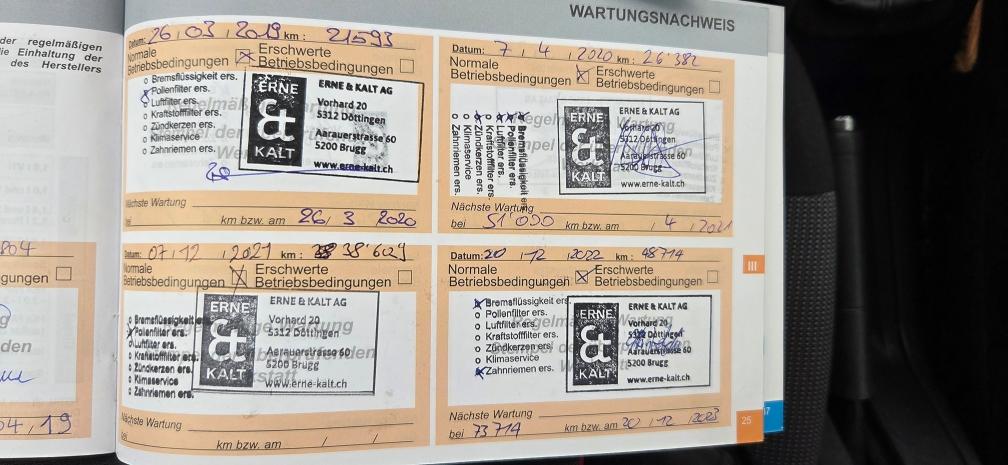 WARTUNGSNACHWEIS
der regelmäßigen
die Einhaltung der
des Herstellers
gungen
04,19
Datum: 26,03,2019 km: 21593
Normale
Betriebsbedingungen
Erschwerte
Betriebsbedingungen
o Bremsflüssigkeit ers.
Pollenfilter ers.
o Luftfilter ers.
o Kraftstofffilter ers.
o Zündkerzen ers.
o Klimaservice
o Zahnriemen ers.
ERNE
&
KALT
ERNE & KALT AG
Vorhard 20
5312 Döttingen
Aarauerstrasse 60
5200 Brugg
www.erne-kalt.ch
Nächste Wartung
km bzw. am 26, 3 2020
Datum: 7, 4, 2020 km: 26'382
Normale
Betriebsbedingungen
Erschwerte
Betriebsbedingungen
Bremsflüssigkeit ers.
Pollenfilter ers.
Luftfilter ers.
o Kraftstofffilter ers.
Zündkerzen ers.
o Klimaservice
o Zahnriemen ers.
ERNE
&
KALT
ERNE & KALT AG
Vorhard 20
5312 Döttingen
Aarauerstrasse 60
5200 Brugg
www.erne-kalt.ch
Nächste Wartung
bei 51'000 km bzw. am , 4, 2021
Datum: 07,12,2021 km: 38'609
Normale
Betriebsbedingungen
Erschwerte
Betriebsbedingungen
o Bremsflüssigkeit ers.
Pollenfilter ers.
o Luftfilter ers.
o Kraftstofffilter ers.
o Zündkerzen ers.
o Klimaservice
o Zahnriemen ers.
ERNE
&
KALT
ERNE & KALT AG
Vorhard 20
5312 Döttingen
Aarauerstrasse 60
5200 Brugg
www.erne-kalt.ch
Nächste Wartung
bei km bzw. am / /
Datum: 20,12,2022 km: 48714
Normale
Betriebsbedingungen
Erschwerte
Betriebsbedingungen
Bremsflüssigkeit ers.
o Pollenfilter ers.
o Luftfilter ers.
o Kraftstofffilter ers.
o Zündkerzen ers.
o Klimaservice
Zahnriemen ers.
ERNE
&
KALT
ERNE & KALT AG
Vorhard 20
5312 Döttingen
Aarauerstrasse 60
5200 Brugg
www.erne-kalt.ch
Nächste Wartung
bei 73714 km bzw. am 20, 12, 2023
III
25